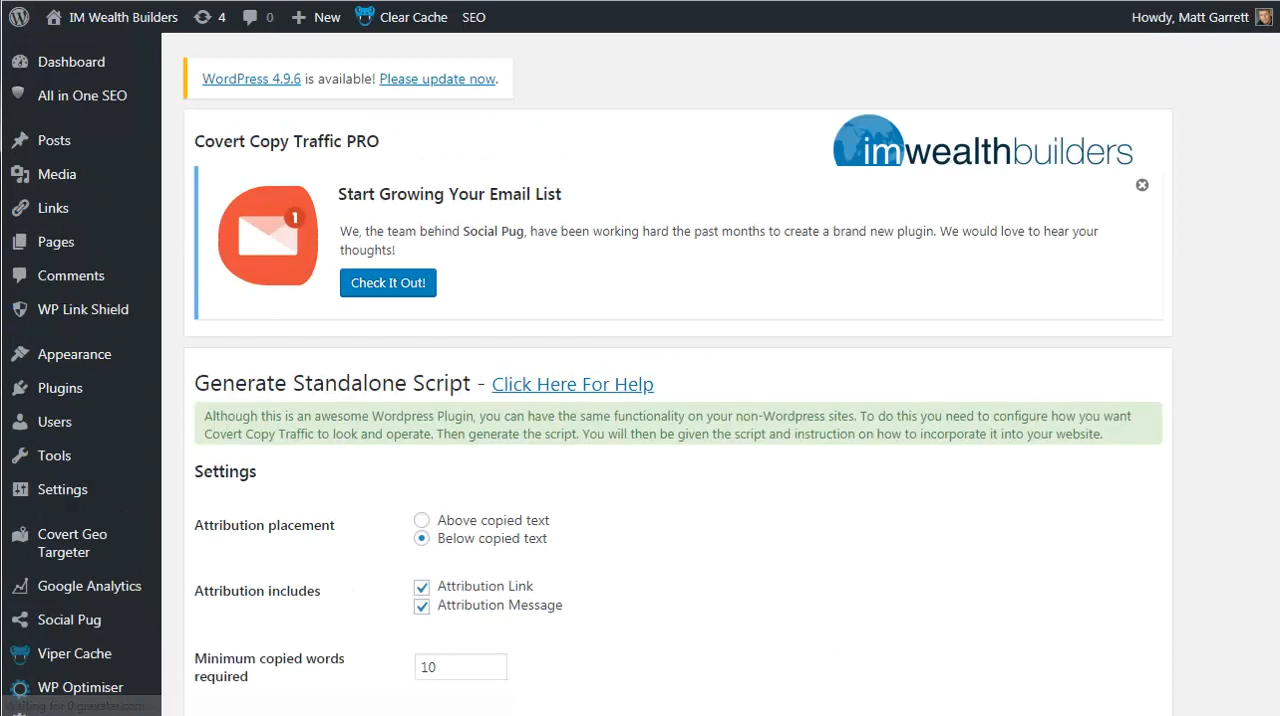 IM Wealth Builders 4 0 New Clear Cache SEO Howdy, Matt Garrett
Dashboard
All in One SEO
Posts
Media
Links
Pages
Comments
WP Link Shield
Appearance
Plugins
Users
Tools
Settings
Covert Geo
Targeter
Google Analytics
Social Pug
Viper Cache
WP Optimiser
WordPress 4.9.6 is available! Please update now.
Covert Copy Traffic PRO
imwealthbuilders
1
Start Growing Your Email List
We, the team behind Social Pug, have been working hard the past months to create a brand new plugin. We would love to hear your
thoughts!
Check It Out!
Generate Standalone Script - Click Here For Help
Although this is an awesome Wordpress Plugin, you can have the same functionality on your non-Wordpress sites. To do this you need to configure how you want
Covert Copy Traffic to look and operate. Then generate the script. You will then be given the script and instruction on how to incorporate it into your website.
Settings
Attribution placement
Above copied text
Below copied text
Attribution includes
Attribution Link
Attribution Message
Minimum copied words
required
10